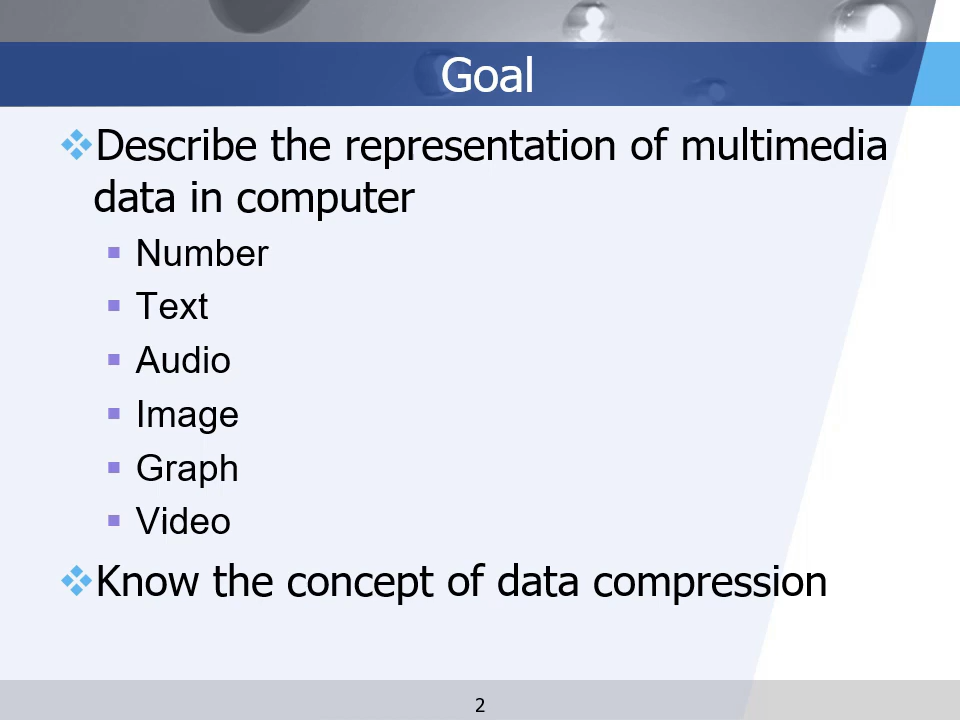 Goal
Describe the representation of multimedia
data in computer
Number
Text
Audio
Image
Graph
Video
Know the concept of data compression
2